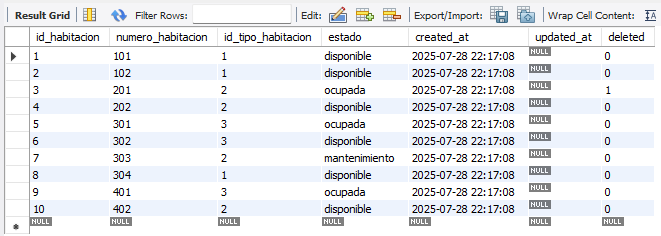 Result Grid Filter Rows: Edit: Export/Import: Wrap Cell Content:
id_habitacion numero_habitacion id_tipo_habitacion estado created_at updated_at deleted
1 101 1 disponible 2025-07-28 22:17:08 NULL 0
2 102 1 disponible 2025-07-28 22:17:08 NULL 0
3 201 2 ocupada 2025-07-28 22:17:08 NULL 1
4 202 2 disponible 2025-07-28 22:17:08 NULL 0
5 301 3 ocupada 2025-07-28 22:17:08 NULL 0
6 302 3 disponible 2025-07-28 22:17:08 NULL 0
7 303 2 mantenimiento 2025-07-28 22:17:08 NULL 0
8 304 1 disponible 2025-07-28 22:17:08 NULL 0
9 401 3 ocupada 2025-07-28 22:17:08 NULL 0
10 402 2 disponible 2025-07-28 22:17:08 NULL 0
NULL NULL NULL NULL NULL NULL NULL